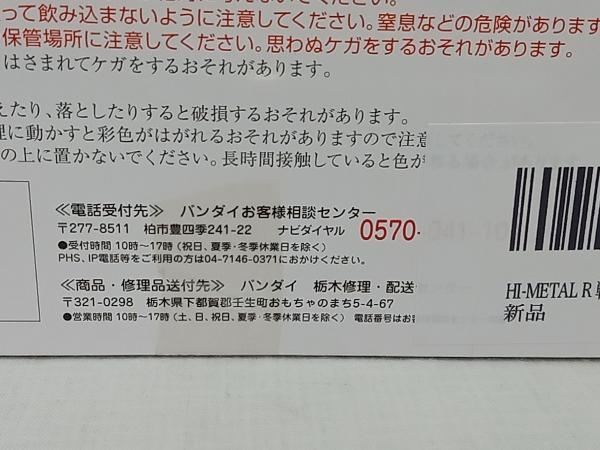 って飲み込まないように注意してください。窒息などの危険があります
保管場所に注意してください。思わぬケガをするおそれがあります。
はさまれてケガをするおそれがあります。
えたり、落としたりすると破損するおそれがあります。
理に動かすと彩色がはがれるおそれがありますので注意
の上に置かないでください。長時間接触していると色が
≪電話受付先≫ バンダイお客様相談センター
〒277-8511 柏市豊四季241-22 ナビダイヤル 0570-
●受付時間 10時〜17時(祝日、夏季・冬季休業日を除く)
PHS、IP電話等をご利用の方は04-7146-0371におかけください。
≪商品・修理品送付先≫ バンダイ 栃木修理・配送
〒321-0298 栃木県下都賀郡壬生町おもちゃのまち5-4-67
●営業時間 10時〜17時(土、日、祝日、夏季・冬季休業日を除く) 電話番号はお
HI-METAL R
新品